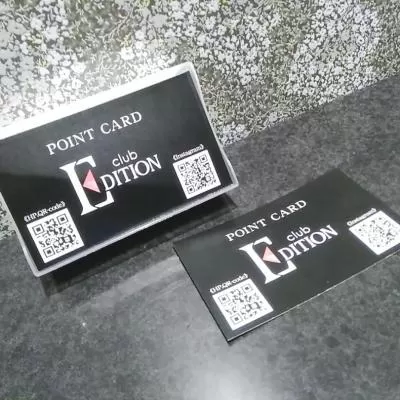 POINT CARD
club
EDITION
《Instagram》
《HP.QR-code》
POINT CARD
club
EDITION
《Instagram》
《HP.QR-code》